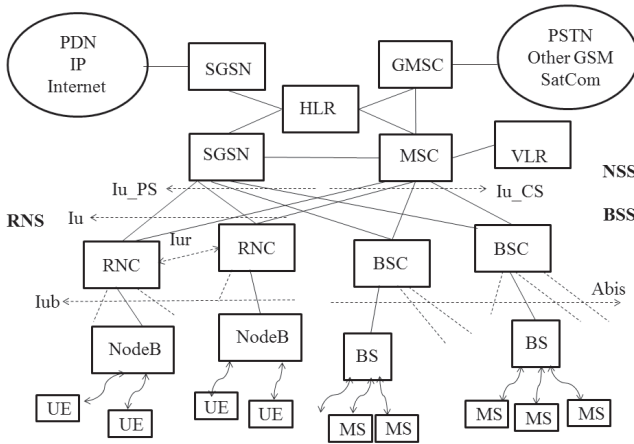 PDN
IP
Internet
SGSN
GMSC
PSTN
Other GSM
SatCom
HLR
SGSN
MSC
VLR
NSS
Iu_PS
Iu_CS
RNS
Iu
BSS
Iur
RNC
RNC
BSC
BSC
Iub
Abis
NodeB
NodeB
BS
BS
UE
UE
UE
UE
MS
MS
MS
MS
MS